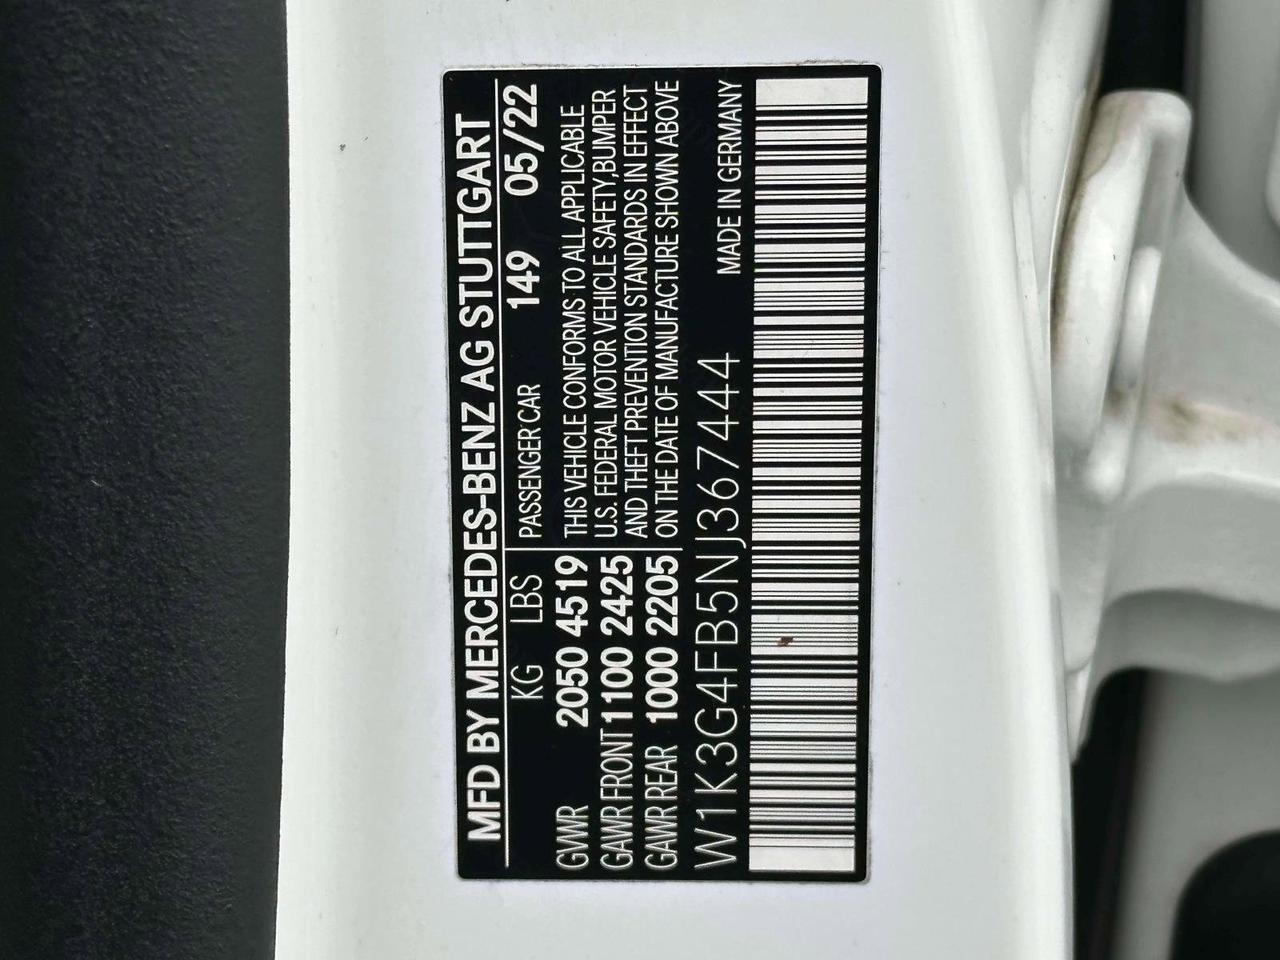 MFD BY MERCEDES-BENZ AG STUTTGART
KG LBS PASSENGER CAR 149 05/22
GVWR 2050 4519 THIS VEHICLE CONFORMS TO ALL APPLICABLE
U.S. FEDERAL MOTOR VEHICLE SAFETY,BUMPER
GAWR FRONT 1100 2425 AND THEFT PREVENTION STANDARDS IN EFFECT
GAWR REAR 1000 2205 ON THE DATE OF MANUFACTURE SHOWN ABOVE
W1K3G4FB5NJ367444 MADE IN GERMANY